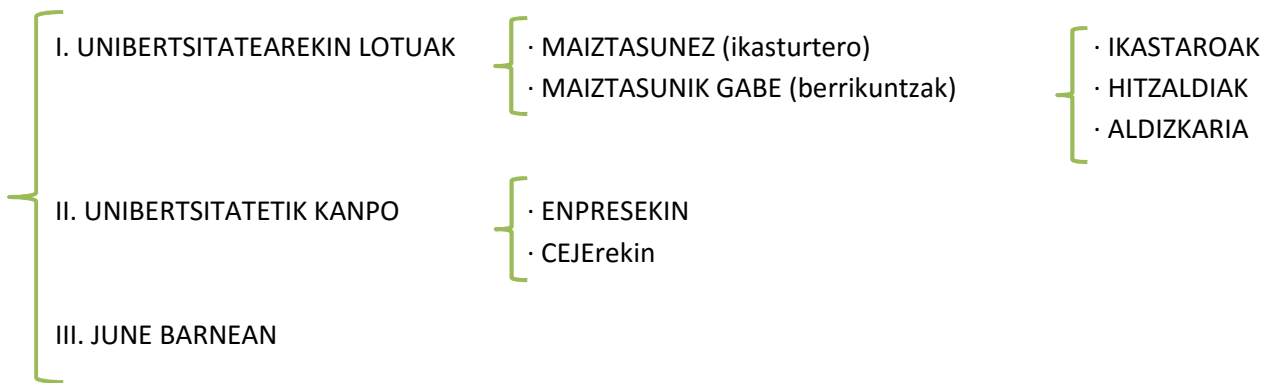 I. UNIBERTSITATEAREKIN LOTUAK
· MAIZTASUNEZ (ikasturtero)
· MAIZTASUNIK GABE (berrikuntzak)
· IKASTAROAK
· HITZALDIAK
· ALDIZKARIA
II. UNIBERTSITATETIK KANPO
· ENPRESEKIN
· CEJErekin
III. JUNE BARNEAN